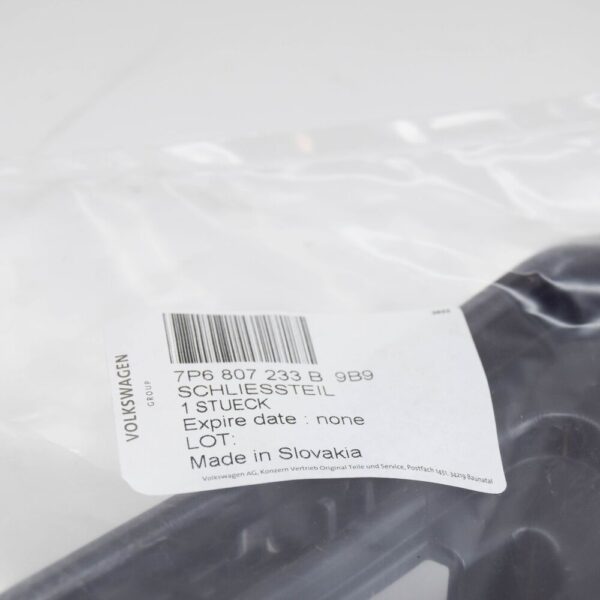 VOLKSWAGEN
GROUP
7P6 807 233 B 9B9
SCHLIESSTEIL
1 STUECK
Expire date : none
LOT:
Made in Slovakia
Volkswagen AG, Konzern Vertrieb Original Teile und Service, Postfach 1451, 34219 Baunatal